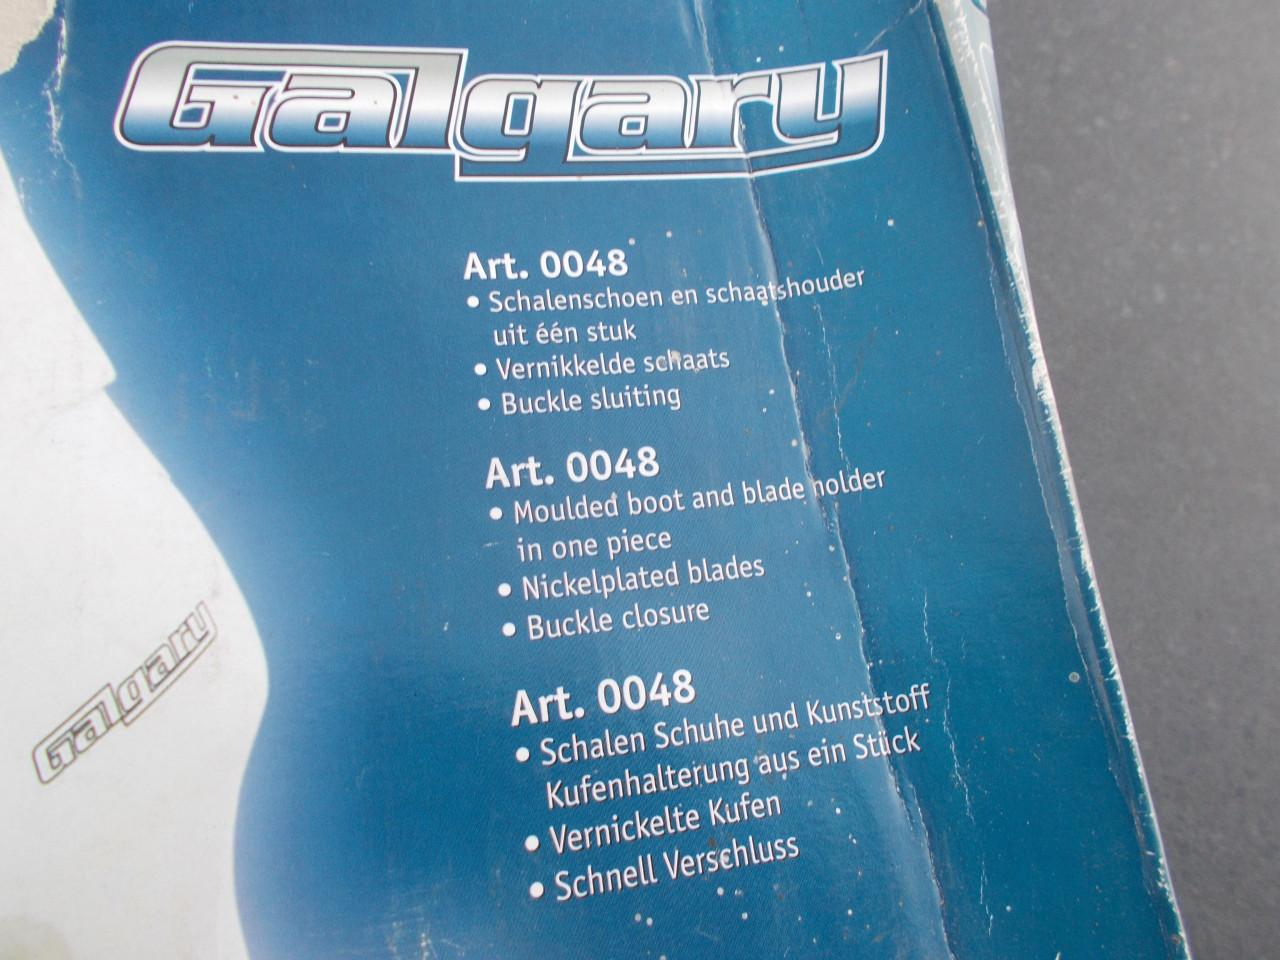 Galgary
Art. 0048
• Schalenschoen en schaatshouder
uit één stuk
• Vernikkelde schaats
• Buckle sluiting
Art. 0048
• Moulded boot and blade holder
in one piece
• Nickelplated blades
• Buckle closure
Art. 0048
• Schalen Schuhe und Kunststoff
Kufenhalterung aus ein Stück
• Vernickelte Kufen
• Schnell Verschluss
Galgary